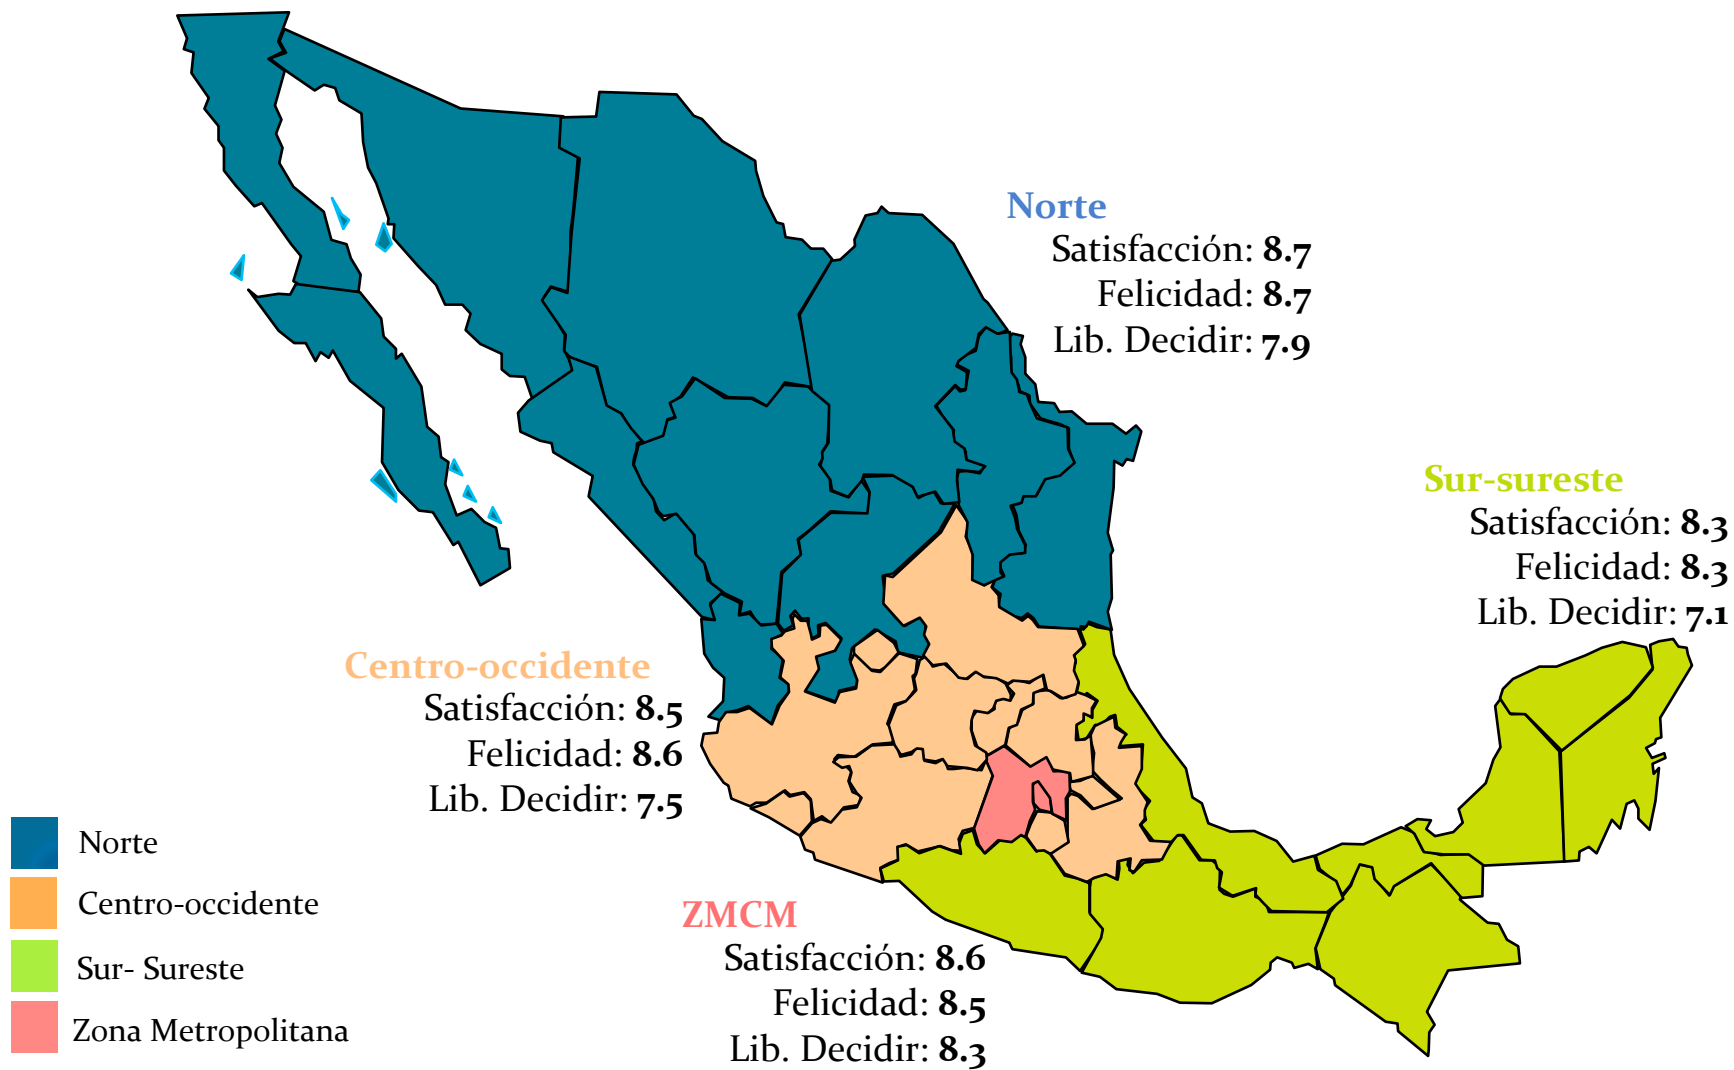 Norte
Satisfacción: 8.7
Felicidad: 8.7
Lib. Decidir: 7.9
Sur-sureste
Satisfacción: 8.3
Felicidad: 8.3
Lib. Decidir: 7.1
Centro-occidente
Satisfacción: 8.5
Felicidad: 8.6
Lib. Decidir: 7.5
ZMCM
Satisfacción: 8.6
Felicidad: 8.5
Lib. Decidir: 8.3
Norte
Centro-occidente
Sur- Sureste
Zona Metropolitana